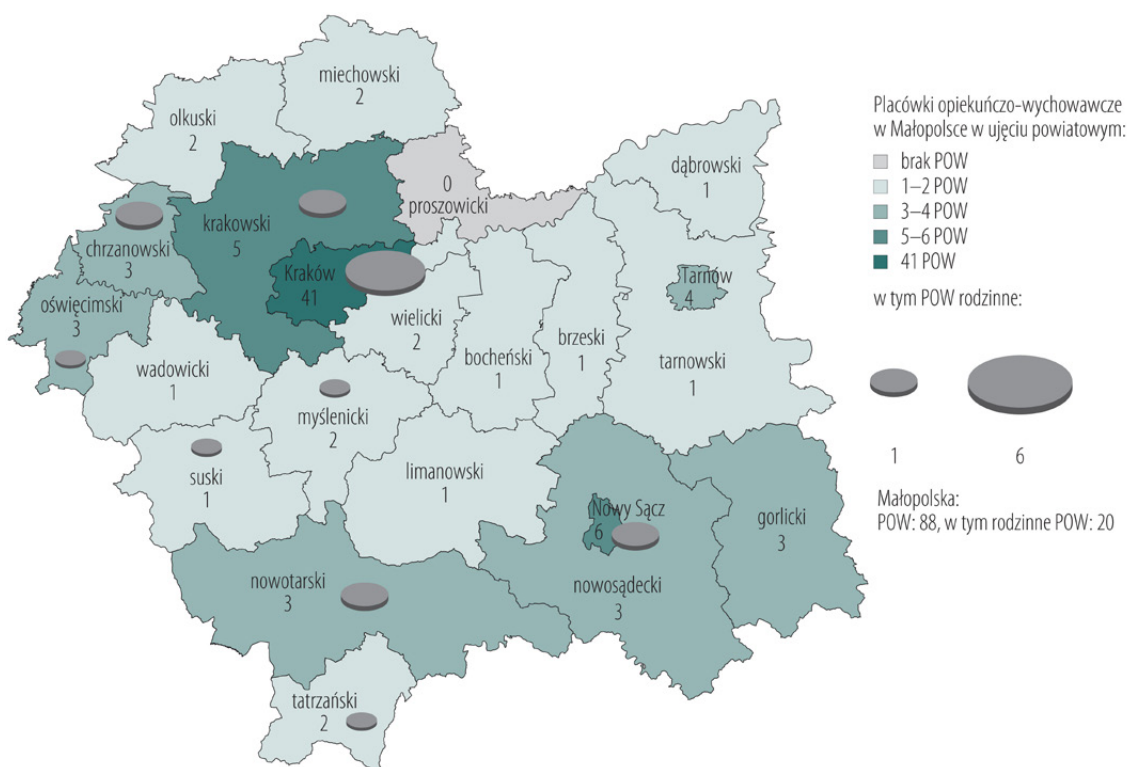 miechowski
2
olkuski
2
dąbrowski
1
0
proszowicki
krakowski
5
chrzanowski
3
Kraków
41
Tarnów
4
oświęcimski
3
wielicki
2
bocheński
1
brzeski
1
tarnowski
1
wadowicki
1
myślenicki
2
suski
1
limanowski
1
Nowy Sącz
6
gorlicki
3
nowotarski
3
nowosądecki
3
tatrzański
2
Placówki opiekuńczo-wychowawcze
w Małopolsce w ujęciu powiatowym:
brak POW
1–2 POW
3–4 POW
5–6 POW
41 POW
w tym POW rodzinne:
1
6
Małopolska:
POW: 88, w tym rodzinne POW: 20